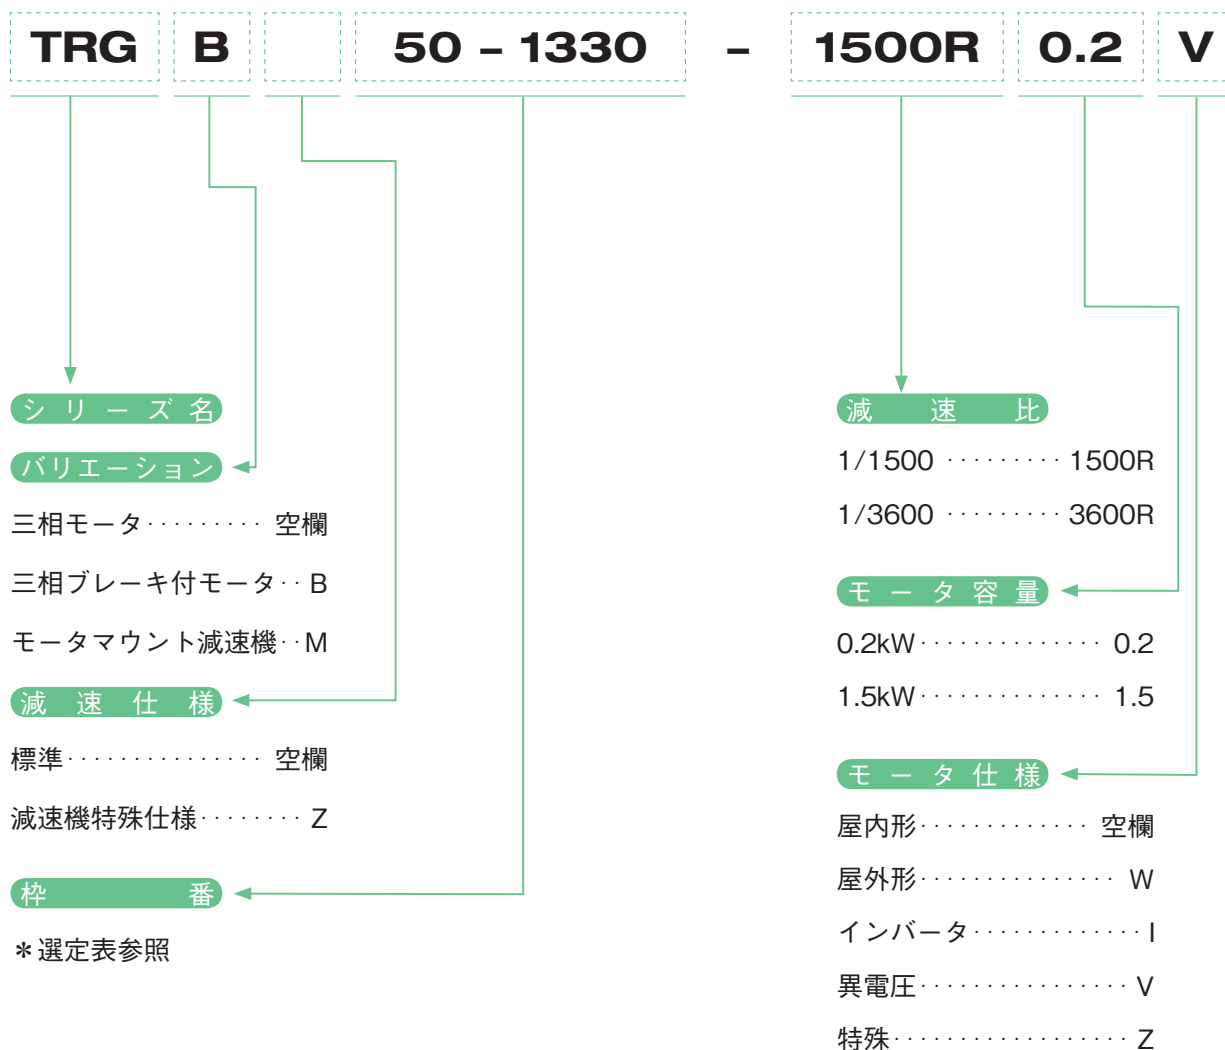 TRG B 50 – 1330 – 1500R 0.2 V
シリーズ名
バリエーション
三相モータ‥‥‥‥‥ 空欄
三相ブレーキ付モータ‥ B
モータマウント減速機‥M
減速仕様
標準‥‥‥‥‥‥‥‥ 空欄
減速機特殊仕様‥‥‥‥ Z
枠番
＊選定表参照
減速比
1/1500 ‥‥‥‥‥ 1500R
1/3600 ‥‥‥‥‥ 3600R
モータ容量
0.2kW‥‥‥‥‥‥‥ 0.2
1.5kW‥‥‥‥‥‥‥ 1.5
モータ仕様
屋内形‥‥‥‥‥‥‥ 空欄
屋外形‥‥‥‥‥‥‥‥ W
インバータ‥‥‥‥‥‥‥I
異電圧‥‥‥‥‥‥‥‥ V
特殊‥‥‥‥‥‥‥‥‥ Z